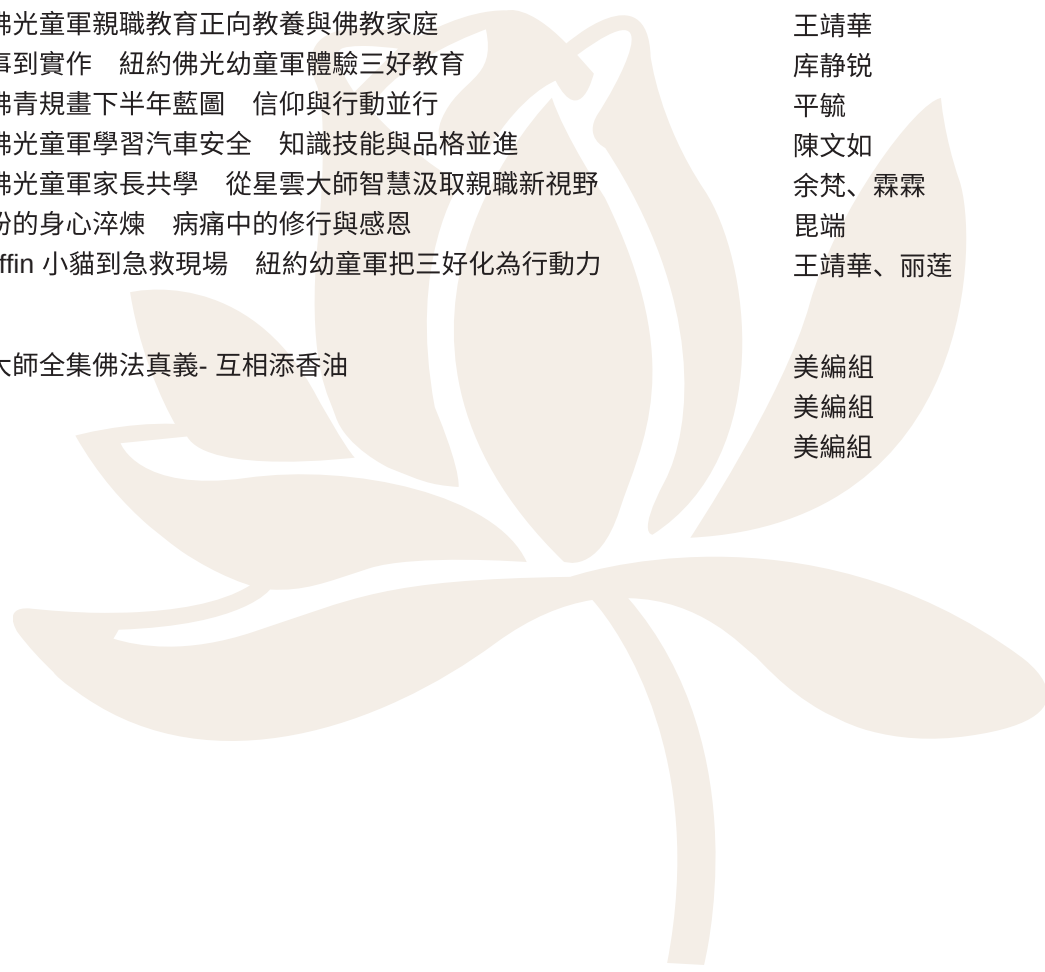 佛光童軍親職教育正向教養與佛教家庭 王靖華
事到實作 紐約佛光幼童軍體驗三好教育 库静锐
佛青規畫下半年藍圖 信仰與行動並行 平毓
佛光童軍學習汽車安全 知識技能與品格並進 陳文如
佛光童軍家長共學 從星雲大師智慧汲取親職新視野 余梵、霖霖
份的身心淬煉 病痛中的修行與感恩 毘端
ffin 小貓到急救現場 紐約幼童軍把三好化為行動力 王靖華、丽莲
大師全集佛法真義- 互相添香油 美編組
美編組
美編組